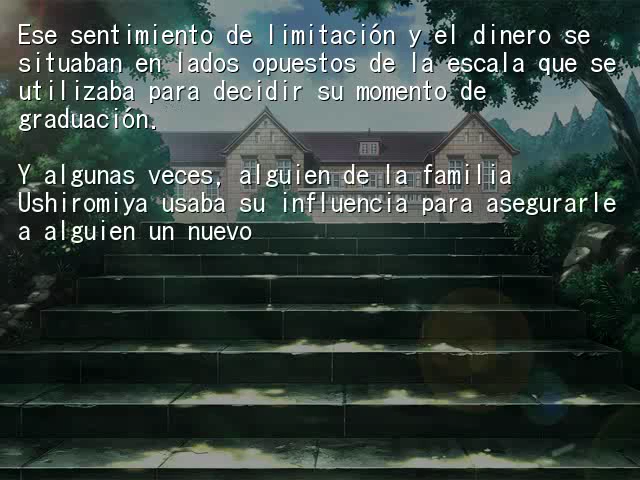 Ese sentimiento de limitación y el dinero se
situaban en lados opuestos de la escala que se
utilizaba para decidir su momento de
graduación.
Y algunas veces, alguien de la familia
Ushiromiya usaba su influencia para asegurarle
a alguien un nuevo